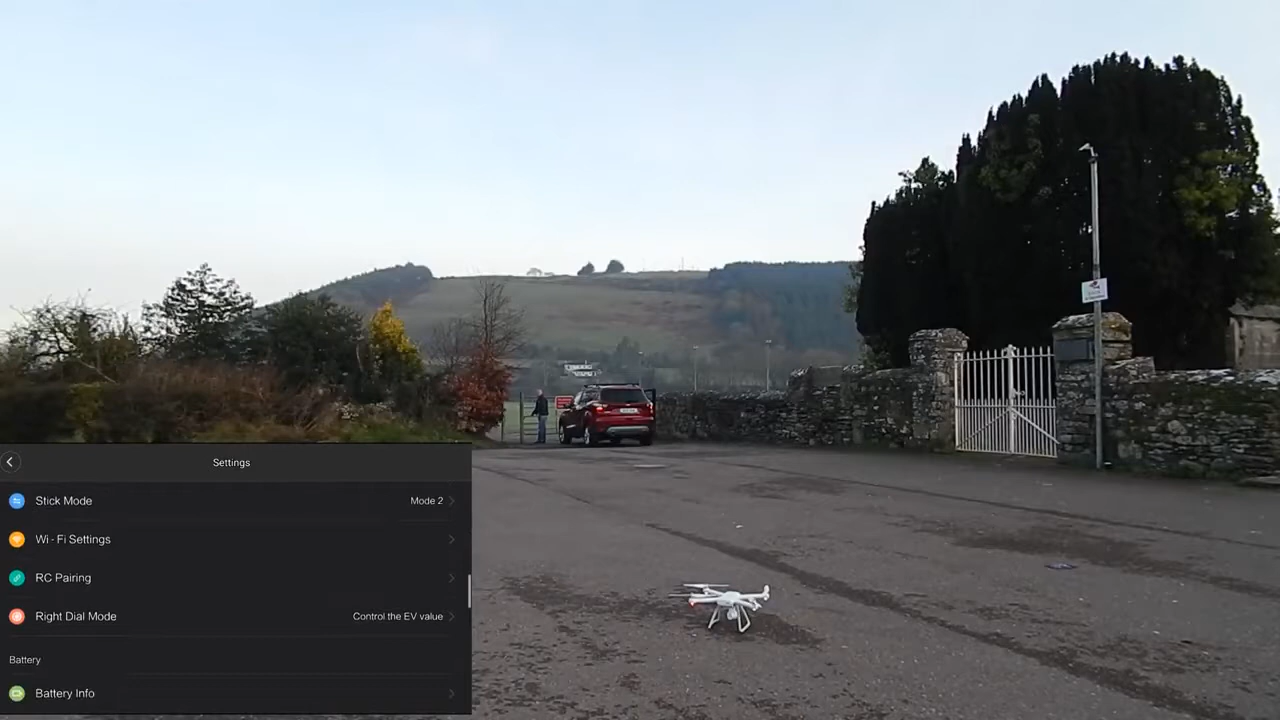 Settings
Stick Mode
Mode 2
Wi-Fi Settings
RC Pairing
Right Dial Mode
Control the EV value
Battery
Battery Info